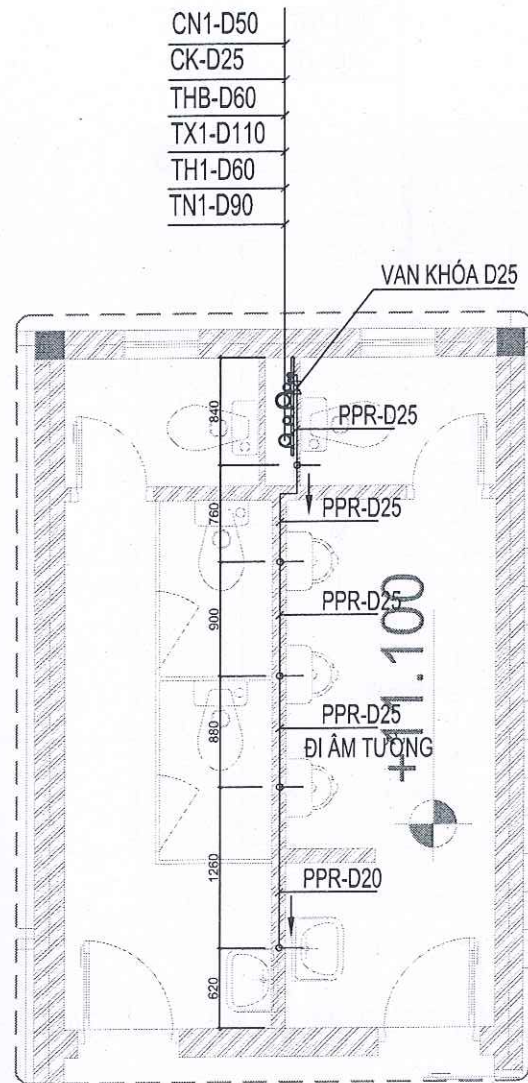 CN1-D50
CK-D25
THB-D60
TX1-D110
TH1-D60
TN1-D90
VAN KHÓA D25
840
PPR-D25
760
PPR-D25
900
PPR-D25
+11.100
880
PPR-D25
ĐI ÂM TƯỜNG
1260
PPR-D20
620